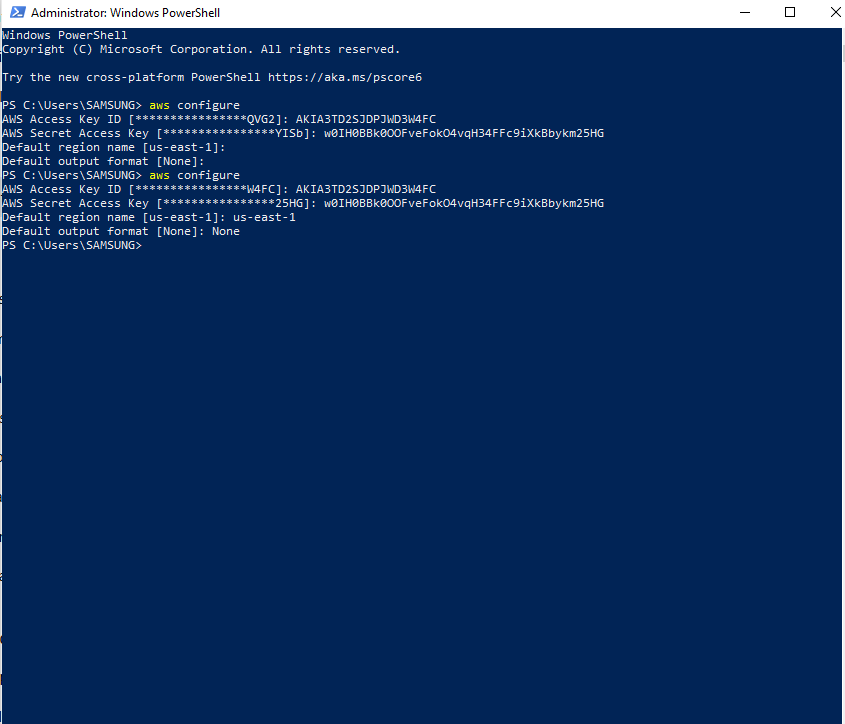 Administrator: Windows PowerShell
Windows PowerShell
Copyright (C) Microsoft Corporation. All rights reserved.
Try the new cross-platform PowerShell https://aka.ms/pscore6
PS C:\Users\SAMSUNG> aws configure
AWS Access Key ID [****************QVG2]: AKIA3TD2SJDPJWD3W4FC
AWS Secret Access Key [****************YISb]: 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
Default region name [us-east-1]:
Default output format [None]:
PS C:\Users\SAMSUNG> aws configure
AWS Access Key ID [****************W4FC]: AKIA3TD2SJDPJWD3W4FC
AWS Secret Access Key [****************25HG]: 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
Default region name [us-east-1]: us-east-1
Default output format [None]: None
PS C:\Users\SAMSUNG>